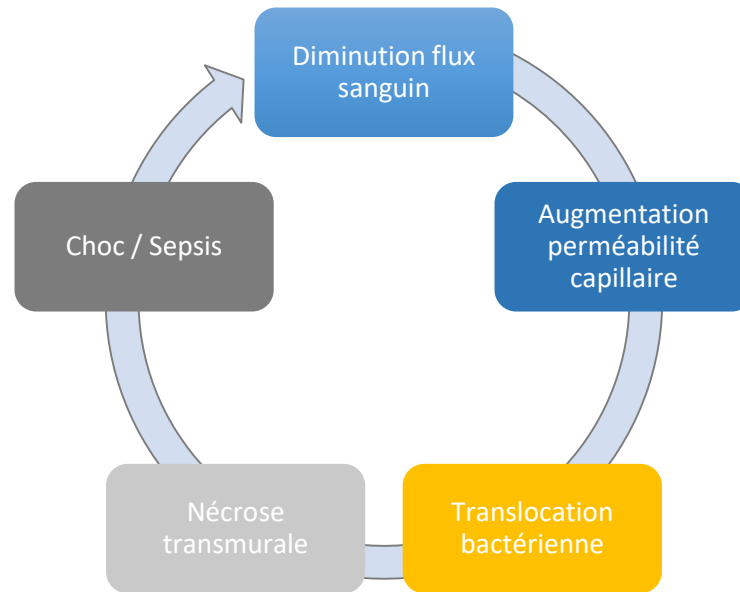 Diminution flux
sanguin
Augmentation
perméabilité
capillaire
Translocation
bactérienne
Nécrose
transmurale
Choc / Sepsis